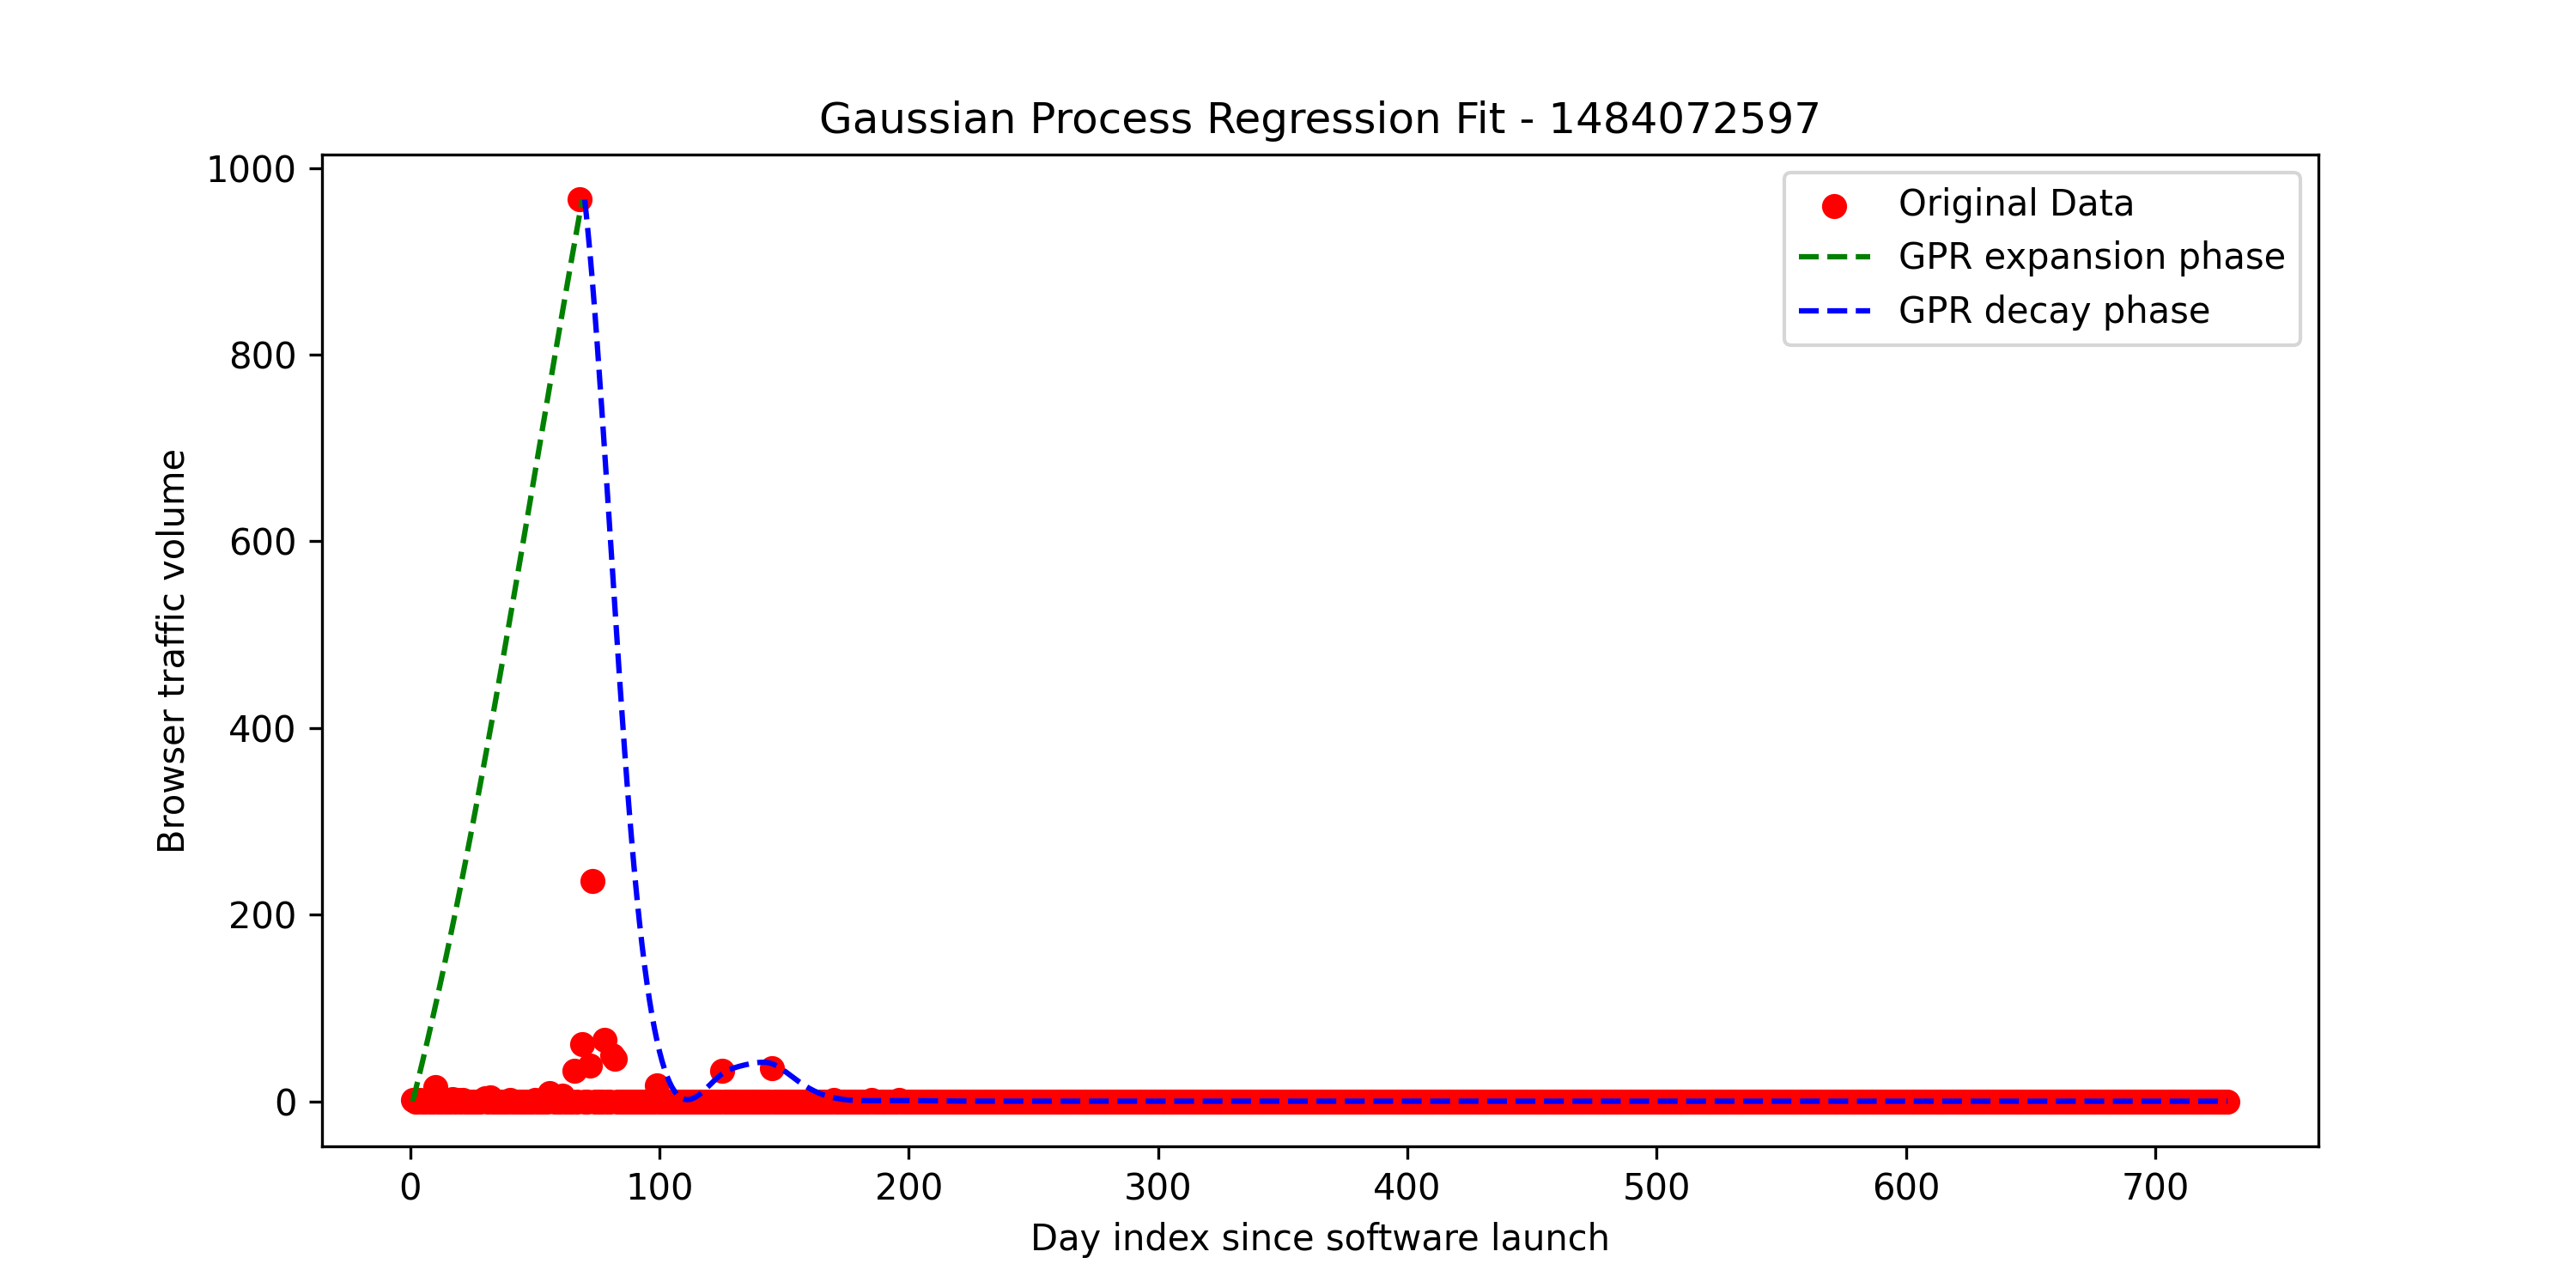 Gaussian Process Regression Fit - 1484072597
Original Data
GPR expansion phase
GPR decay phase
Browser traffic volume
1000
800
600
400
200
0
0 100 200 300 400 500 600 700
Day index since software launch